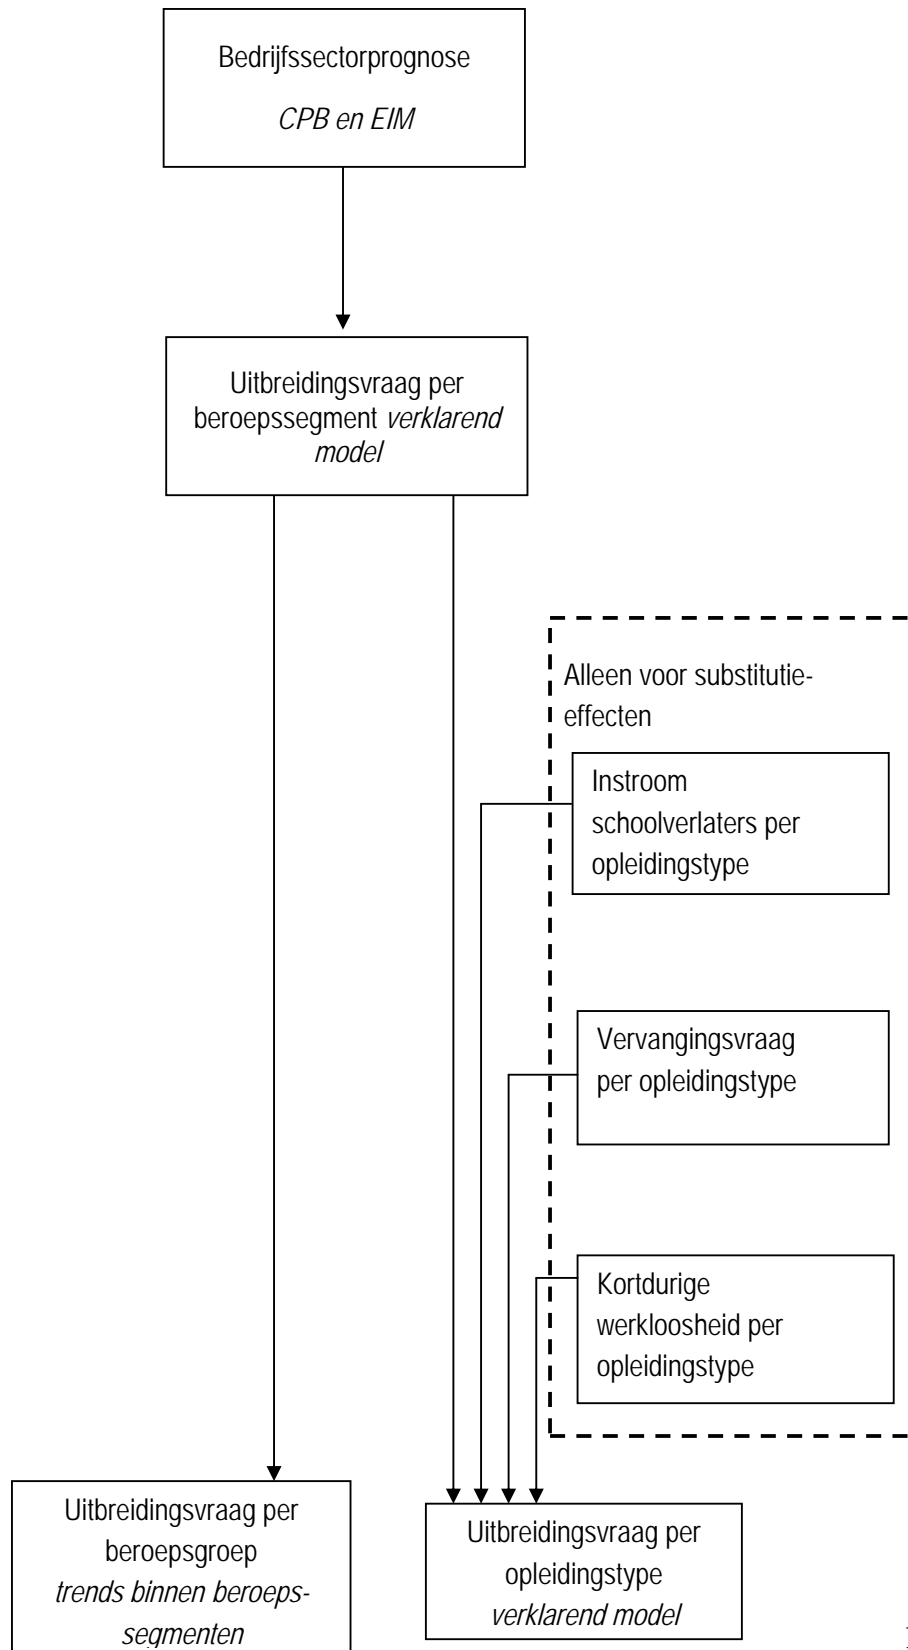 Bedrijfssectorprognose
CPB en EIM
Uitbreidingsvraag per
beroepssegment verklarend
model
Alleen voor substitutie-
effecten
Instroom
schoolverlaters per
opleidingstype
Vervangingsvraag
per opleidingstype
Kortdurige
werkloosheid per
opleidingstype
Uitbreidingsvraag per
beroepsgroep
trends binnen beroeps-
segmenten
Uitbreidingsvraag per
opleidingstype
verklarend model